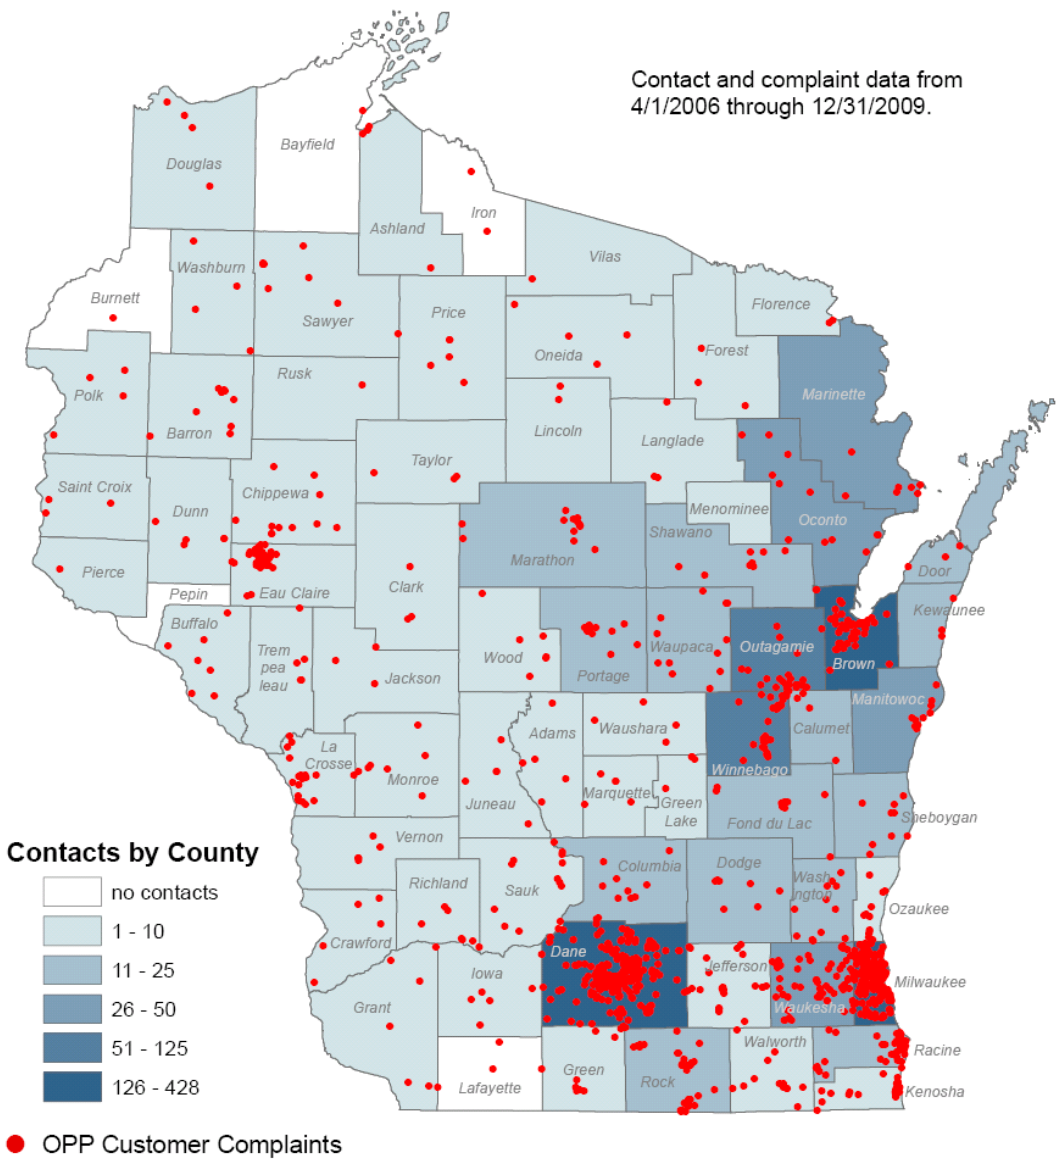 Contact and complaint data from
4/1/2006 through 12/31/2009.
Bayfield
Douglas
Iron
Ashland
Vilas
Washburn
Burnett
Florence
Price
Sawyer
Forest
Oneida
Rusk
Polk
Marinette
Barron
Lincoln
Langlade
Taylor
Saint Croix
Chippewa
Dunn
Menominee
Oconto
Shawano
Marathon
Door
Pierce
Clark
Eau Claire
Pepin
Kewaunee
Buffalo
Outagamie
Waupaca
Trem
pea
leau
Wood
Brown
Portage
Jackson
Manitowoc
Waushara
Calumet
Adams
La
Crosse
Winnebago
Monroe
Marquette
Green
Lake
Juneau
Sheboygan
Fond du Lac
Vernon
Contacts by County
Columbia
Dodge
Wash
ington
Richland
Sauk
no contacts
Ozaukee
1 - 10
Crawford
Dane
11 - 25
Iowa
Jefferson
Milwaukee
Grant
Waukesha
26 - 50
Walworth
Racine
51 - 125
Green
Rock
Lafayette
Kenosha
126 - 428
OPP Customer Complaints